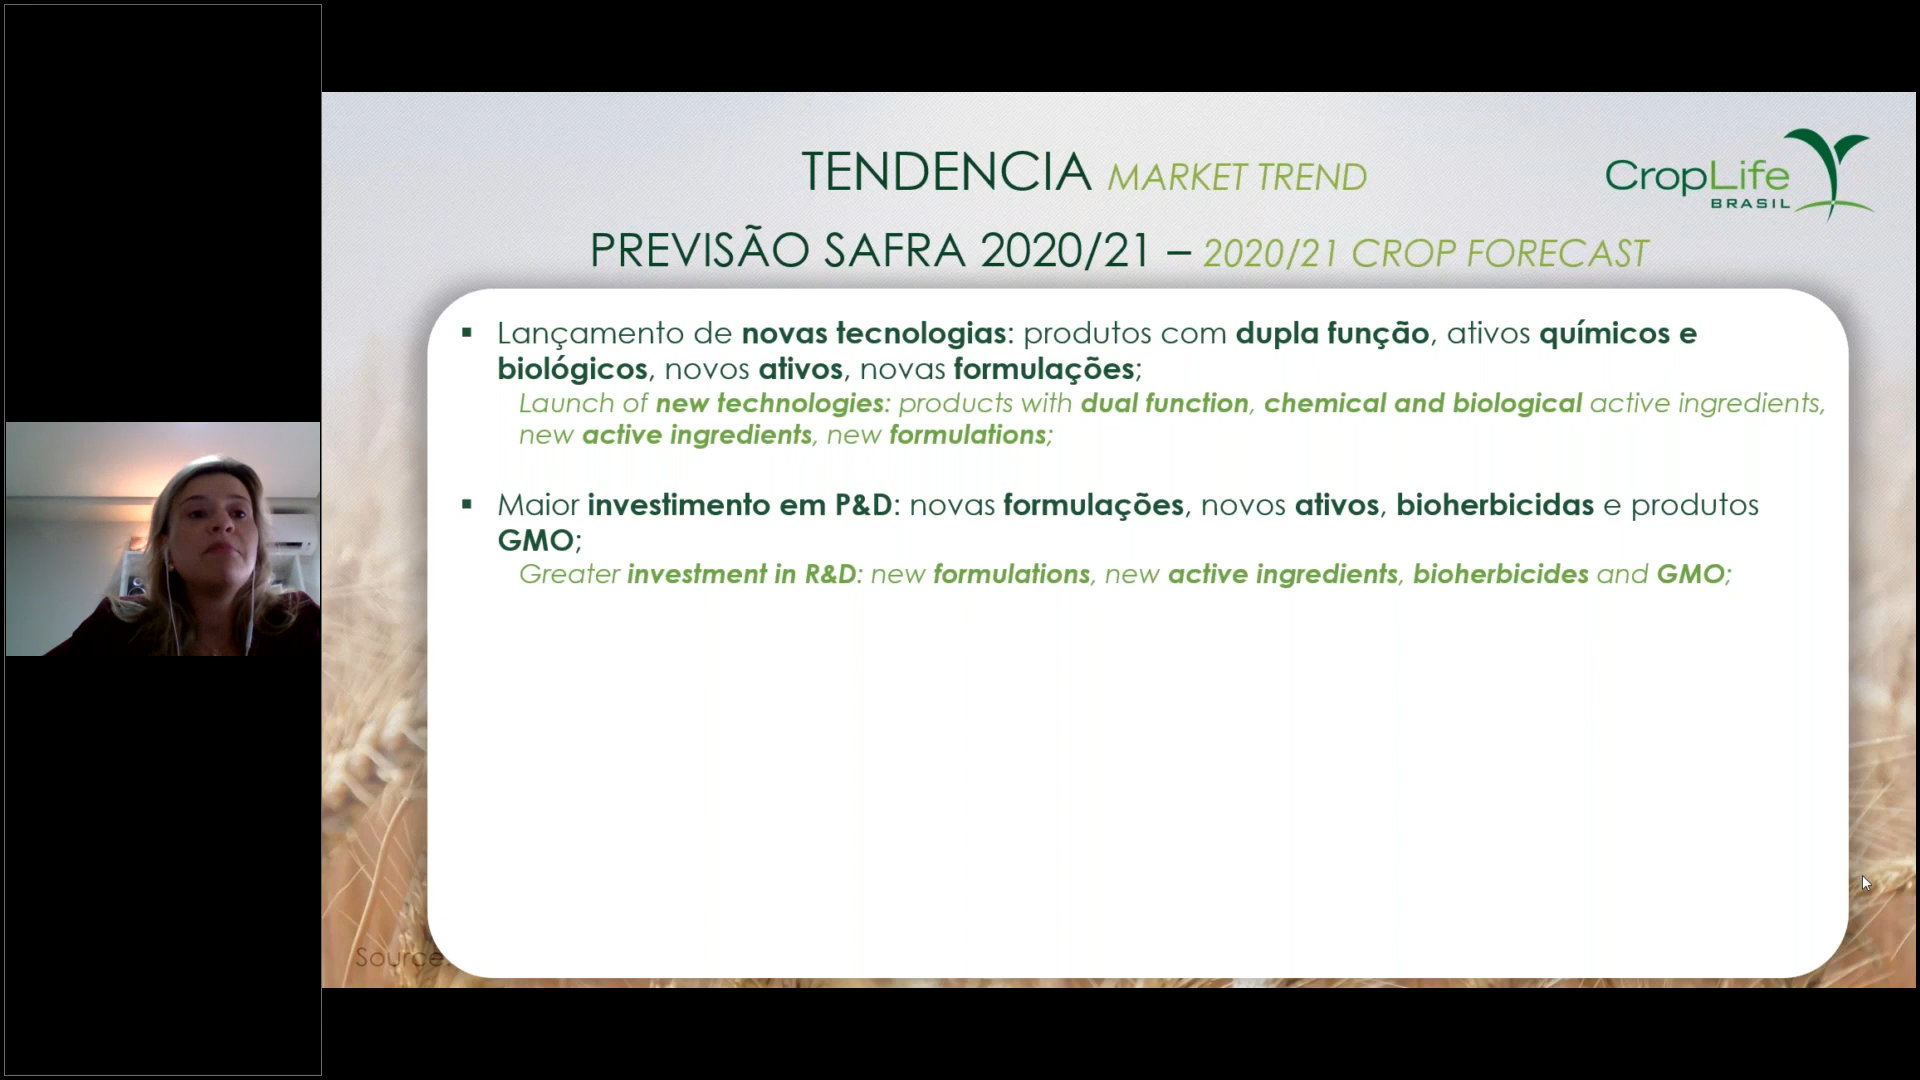 TENDENCIA MARKET TREND
CropLife
BRASIL
PREVISÃO SAFRA 2020/21 – 2020/21 CROP FORECAST
▪ Lançamento de novas tecnologias: produtos com dupla função, ativos químicos e
biológicos, novos ativos, novas formulações;
Launch of new technologies: products with dual function, chemical and biological active ingredients,
new active ingredients, new formulations;
▪ Maior investimento em P&D: novas formulações, novos ativos, bioherbicidas e produtos
GMO;
Greater investment in R&D: new formulations, new active ingredients, bioherbicides and GMO;
Source: